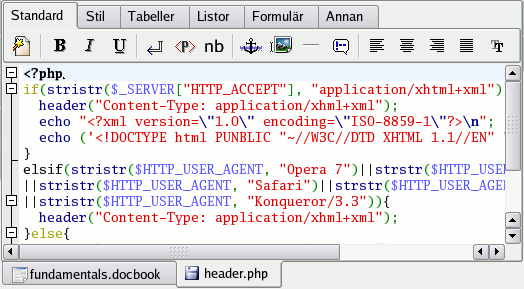 Standard Stil Tabeller Listor Formulär Annan
B I U <P> nb
<?php
if(stristr($_SERVER["HTTP_ACCEPT"], "application/xhtml+xml")
header("Content-Type: application/xhml+xml");
echo "<?xml version=\"1.0\" encoding=\"ISO-8859-1\"?>\n";
echo ('<!DOCTYPE html PUNBLIC "~//W3C//DTD XHTML 1.1//EN"
}
elsif(stristr($HTTP_USER_AGENT, "Opera 7")||strstr($HTTP_USE
||stristr($HTTP_USER_AGENT, "Safari")||strstr($HTTP_USER_AGE
||stristr($HTTP_USER_AGENT, "Konqueror/3.3")){
header("Content-Type: application/xhml+xml");
}else{
fundamentals.docbook header.php